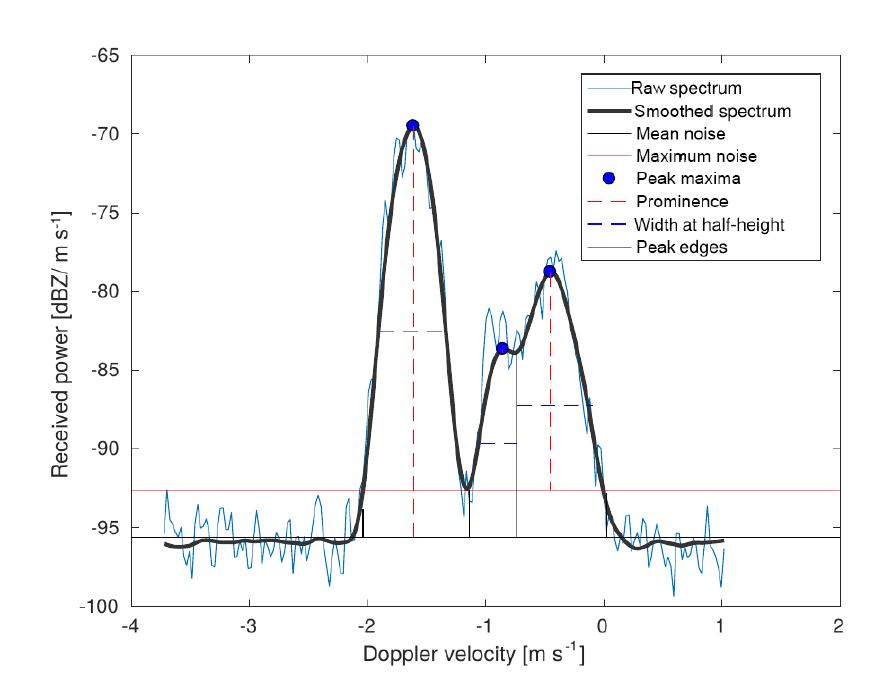 -65
-70
-75
-80
-85
-90
-95
-100
Received power [dBZ/ m s-1]
Raw spectrum
Smoothed spectrum
Mean noise
Maximum noise
Peak maxima
Prominence
Width at half-height
Peak edges
-4 -3 -2 -1 0 1 2
Doppler velocity [m s-1]